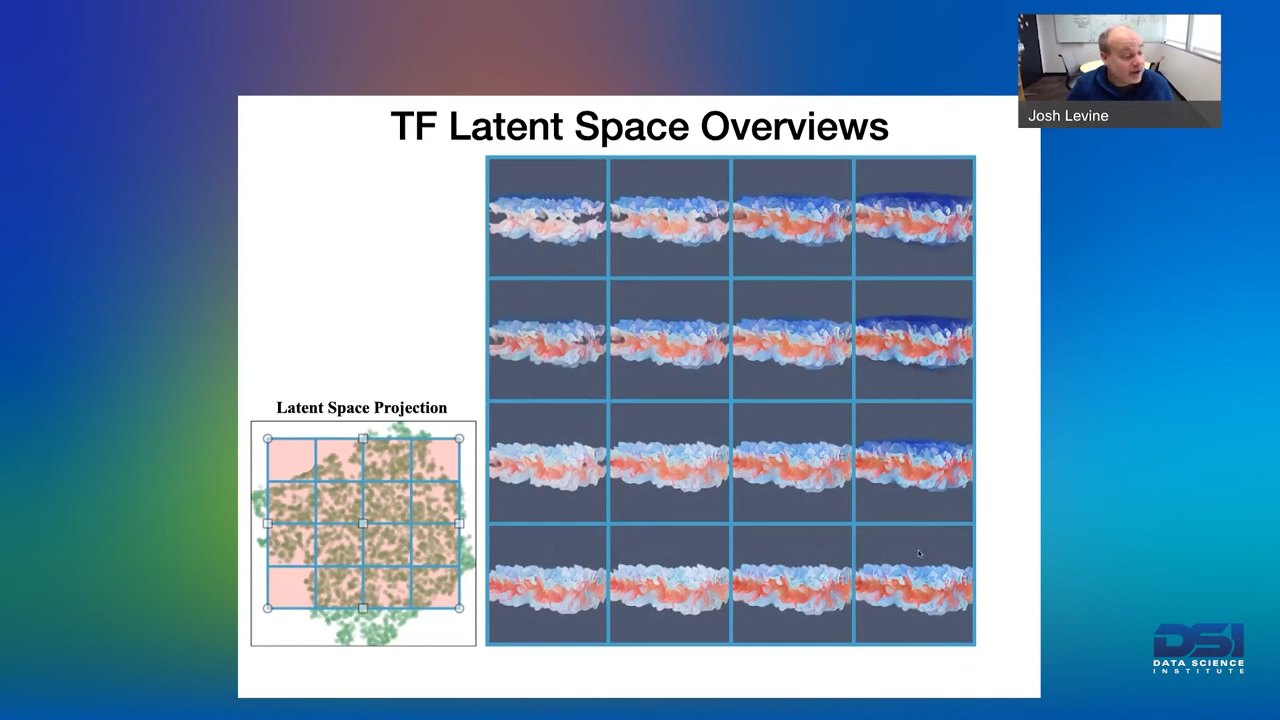 Josh Levine
TF Latent Space Overviews
Latent Space Projection
DSI
DATA SCIENCE
INSTITUTE